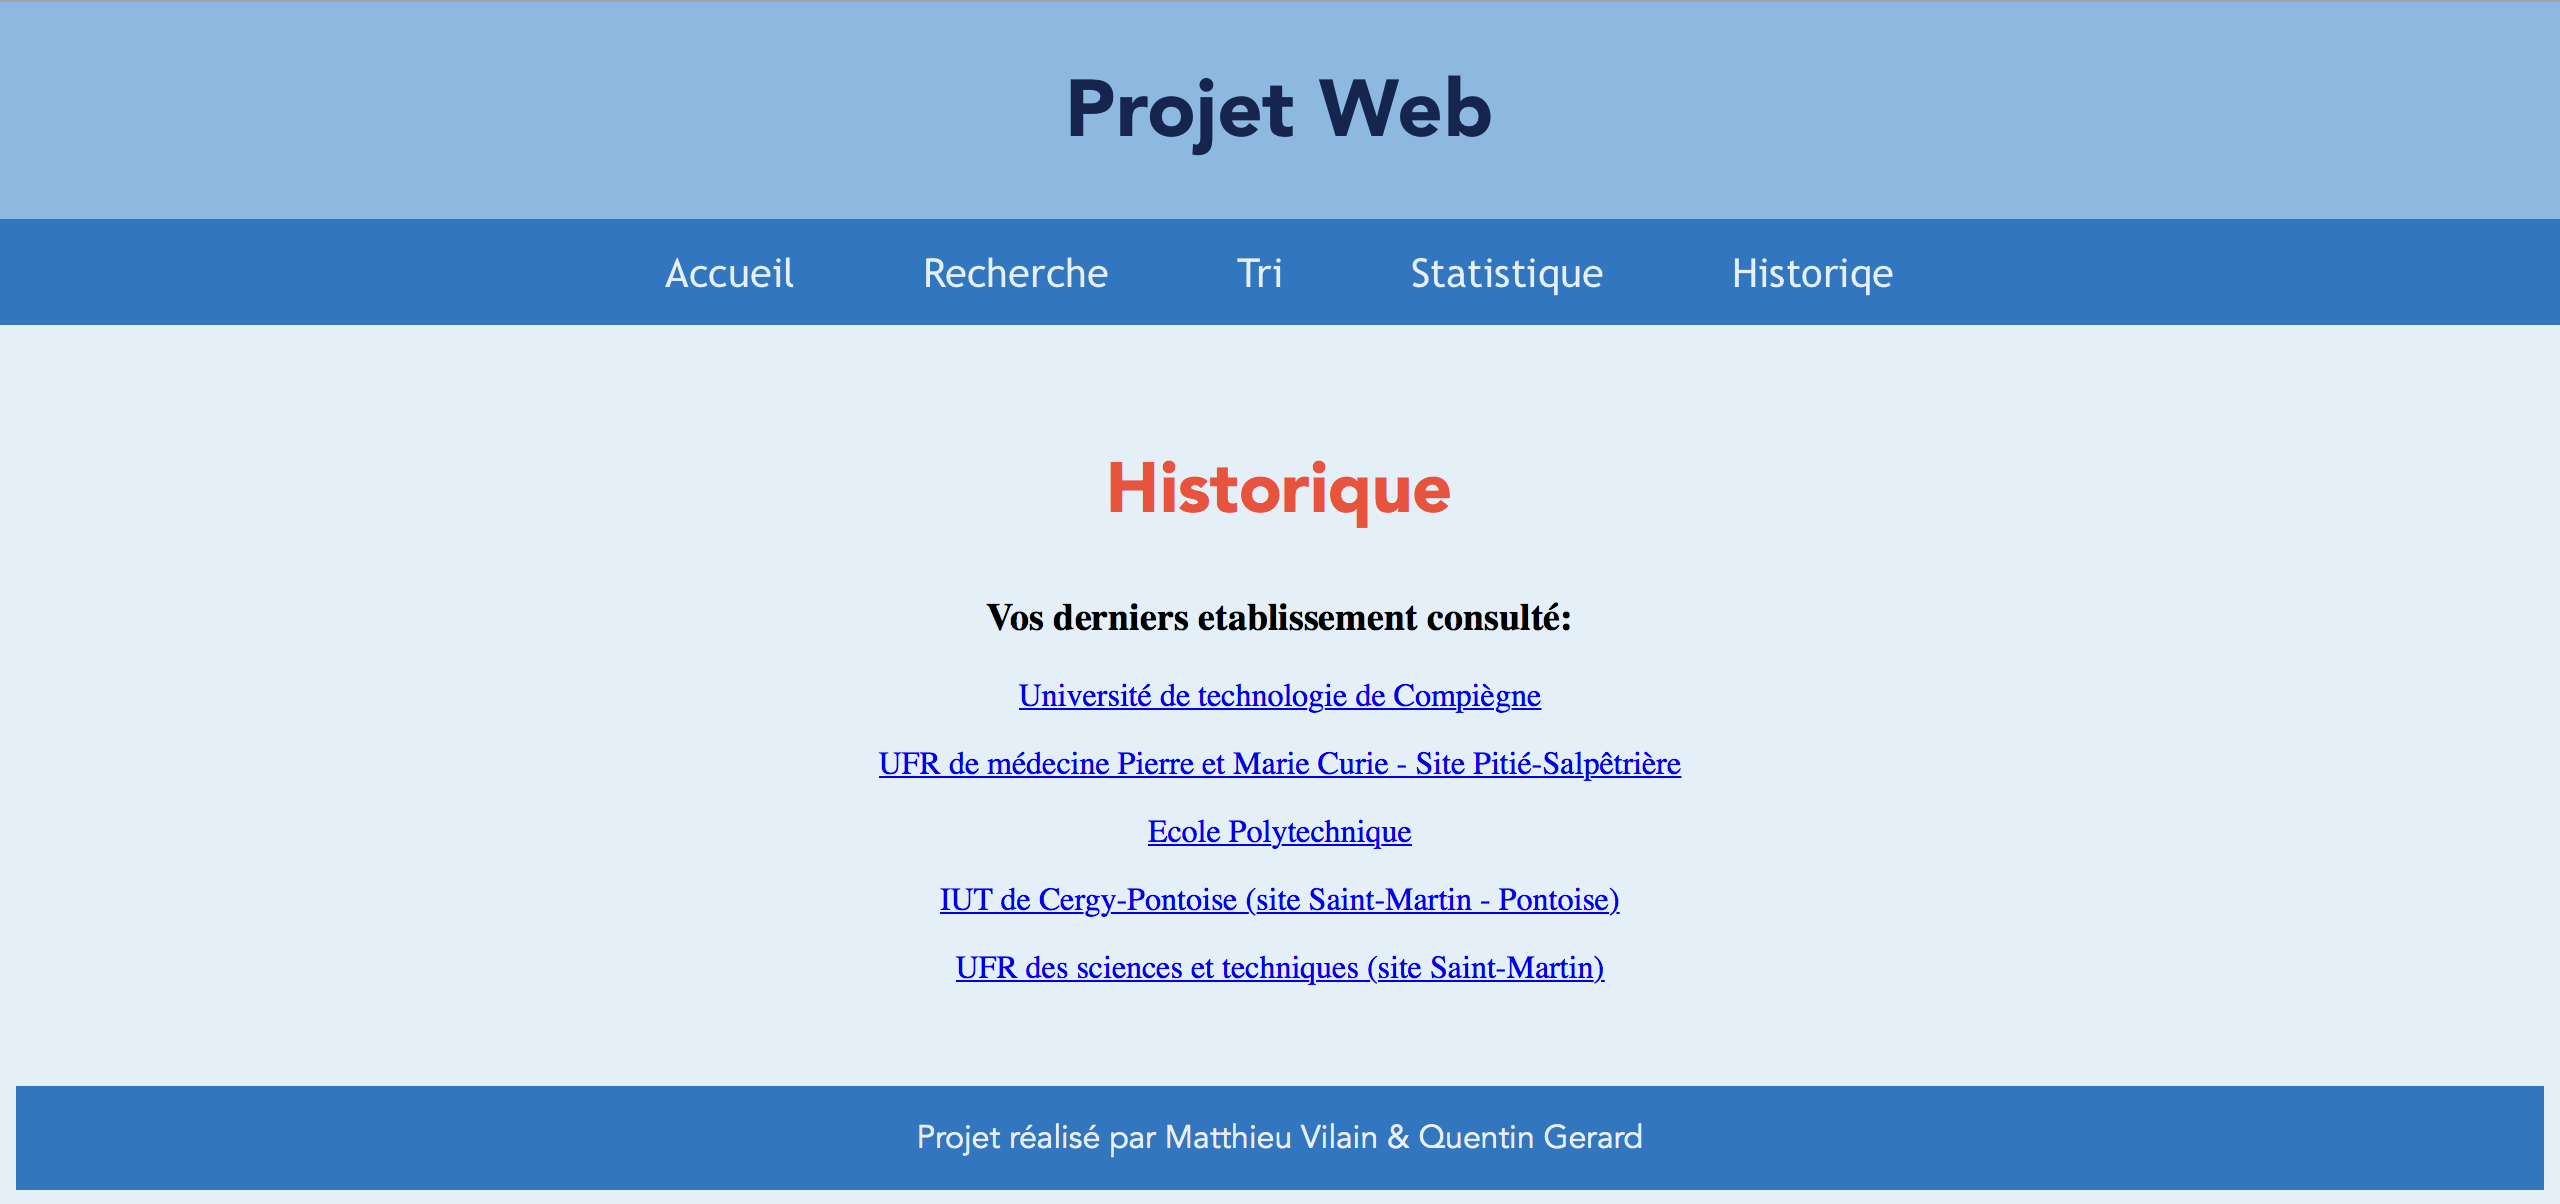 Projet Web
Accueil Recherche Tri Statistique Historiqe
Historique
Vos derniers etablissement consulté:
Université de technologie de Compiègne
UFR de médecine Pierre et Marie Curie - Site Pitié-Salpêtrière
Ecole Polytechnique
IUT de Cergy-Pontoise (site Saint-Martin - Pontoise)
UFR des sciences et techniques (site Saint-Martin)
Projet réalisé par Matthieu Vilain & Quentin Gerard